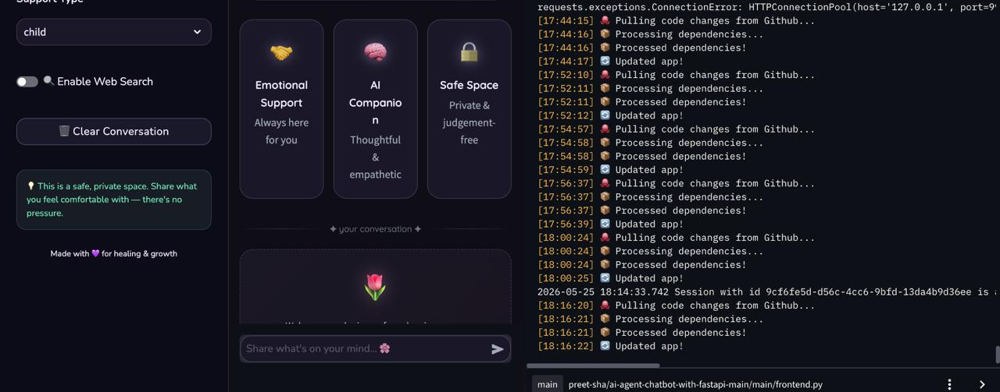 Support Type
child
Enable Web Search
Clear Conversation
This is a safe, private space. Share what
you feel comfortable with — there's no
pressure.
Made with 💜 for healing & growth
Emotional
Support
Always here
for you
AI
Companio
n
Thoughtful
&
empathetic
Safe Space
Private &
judgement-
free
✦ your conversation ✦
Share what's on your mind... 🌸
requests.exceptions.ConnectionError: HTTPConnectionPool(host='127.0.0.1', port=9
[17:44:15] 🐙 Pulling code changes from Github...
[17:44:16] 📦 Processing dependencies...
[17:44:16] 📦 Processed dependencies!
[17:44:17] 🔄 Updated app!
[17:52:10] 🐙 Pulling code changes from Github...
[17:52:11] 📦 Processing dependencies...
[17:52:11] 📦 Processed dependencies!
[17:52:12] 🔄 Updated app!
[17:54:57] 🐙 Pulling code changes from Github...
[17:54:58] 📦 Processing dependencies...
[17:54:58] 📦 Processed dependencies!
[17:54:59] 🔄 Updated app!
[17:56:37] 🐙 Pulling code changes from Github...
[17:56:37] 📦 Processing dependencies...
[17:56:37] 📦 Processed dependencies!
[17:56:39] 🔄 Updated app!
[18:00:24] 🐙 Pulling code changes from Github...
[18:00:24] 📦 Processing dependencies...
[18:00:24] 📦 Processed dependencies!
[18:00:25] 🔄 Updated app!
2026-05-25 18:14:33.742 Session with id 9cf6fe5d-d56c-4cc6-9bfd-13da4b9d36ee is
[18:16:20] 🐙 Pulling code changes from Github...
[18:16:21] 📦 Processing dependencies...
[18:16:21] 📦 Processed dependencies!
[18:16:22] 🔄 Updated app!
main preet-sha/ai-agent-chatbot-with-fastapi-main/main/frontend.py